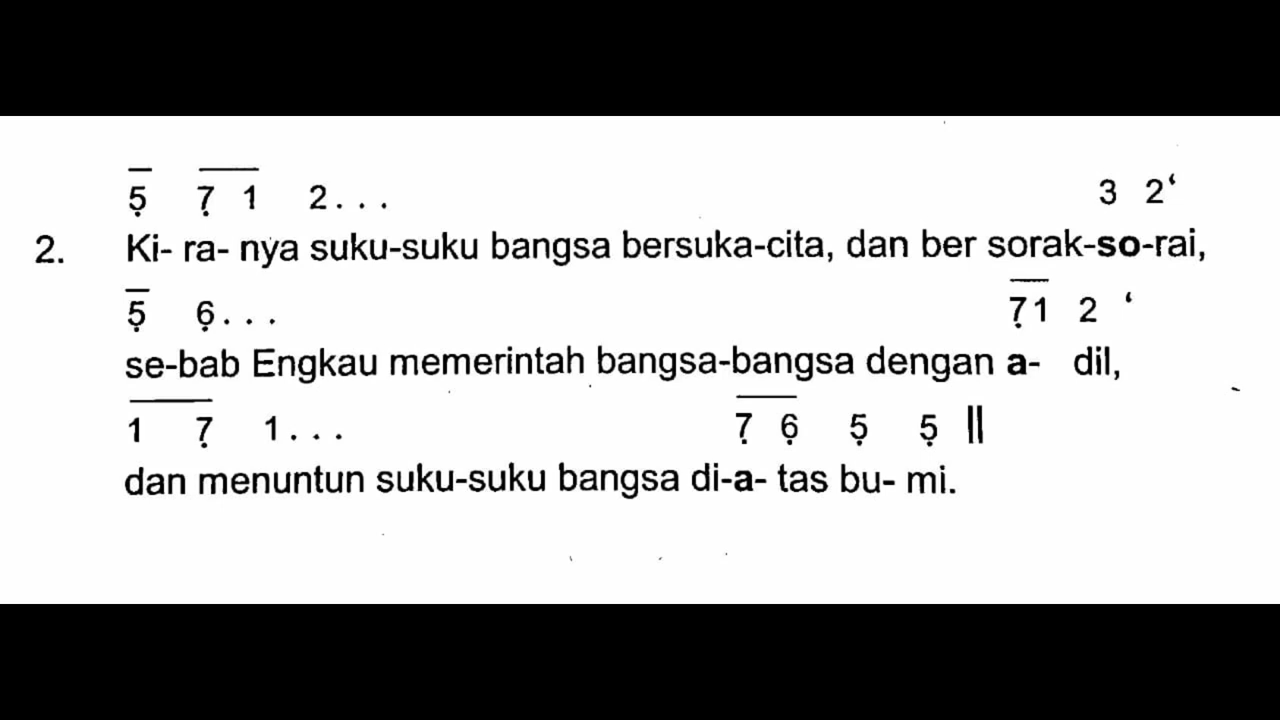 5̣ 7̣ 1 2 . . . 3 2‘
2. Ki- ra- nya suku-suku bangsa bersuka-cita, dan ber sorak-so-rai,
5̣ 6̣ . . . 7̣1 2 ‘
se-bab Engkau memerintah bangsa-bangsa dengan a- dil,
1 7̣ 1 . . . 7̣ 6̣ 5̣ 5̣ ||
dan menuntun suku-suku bangsa di-a- tas bu- mi.